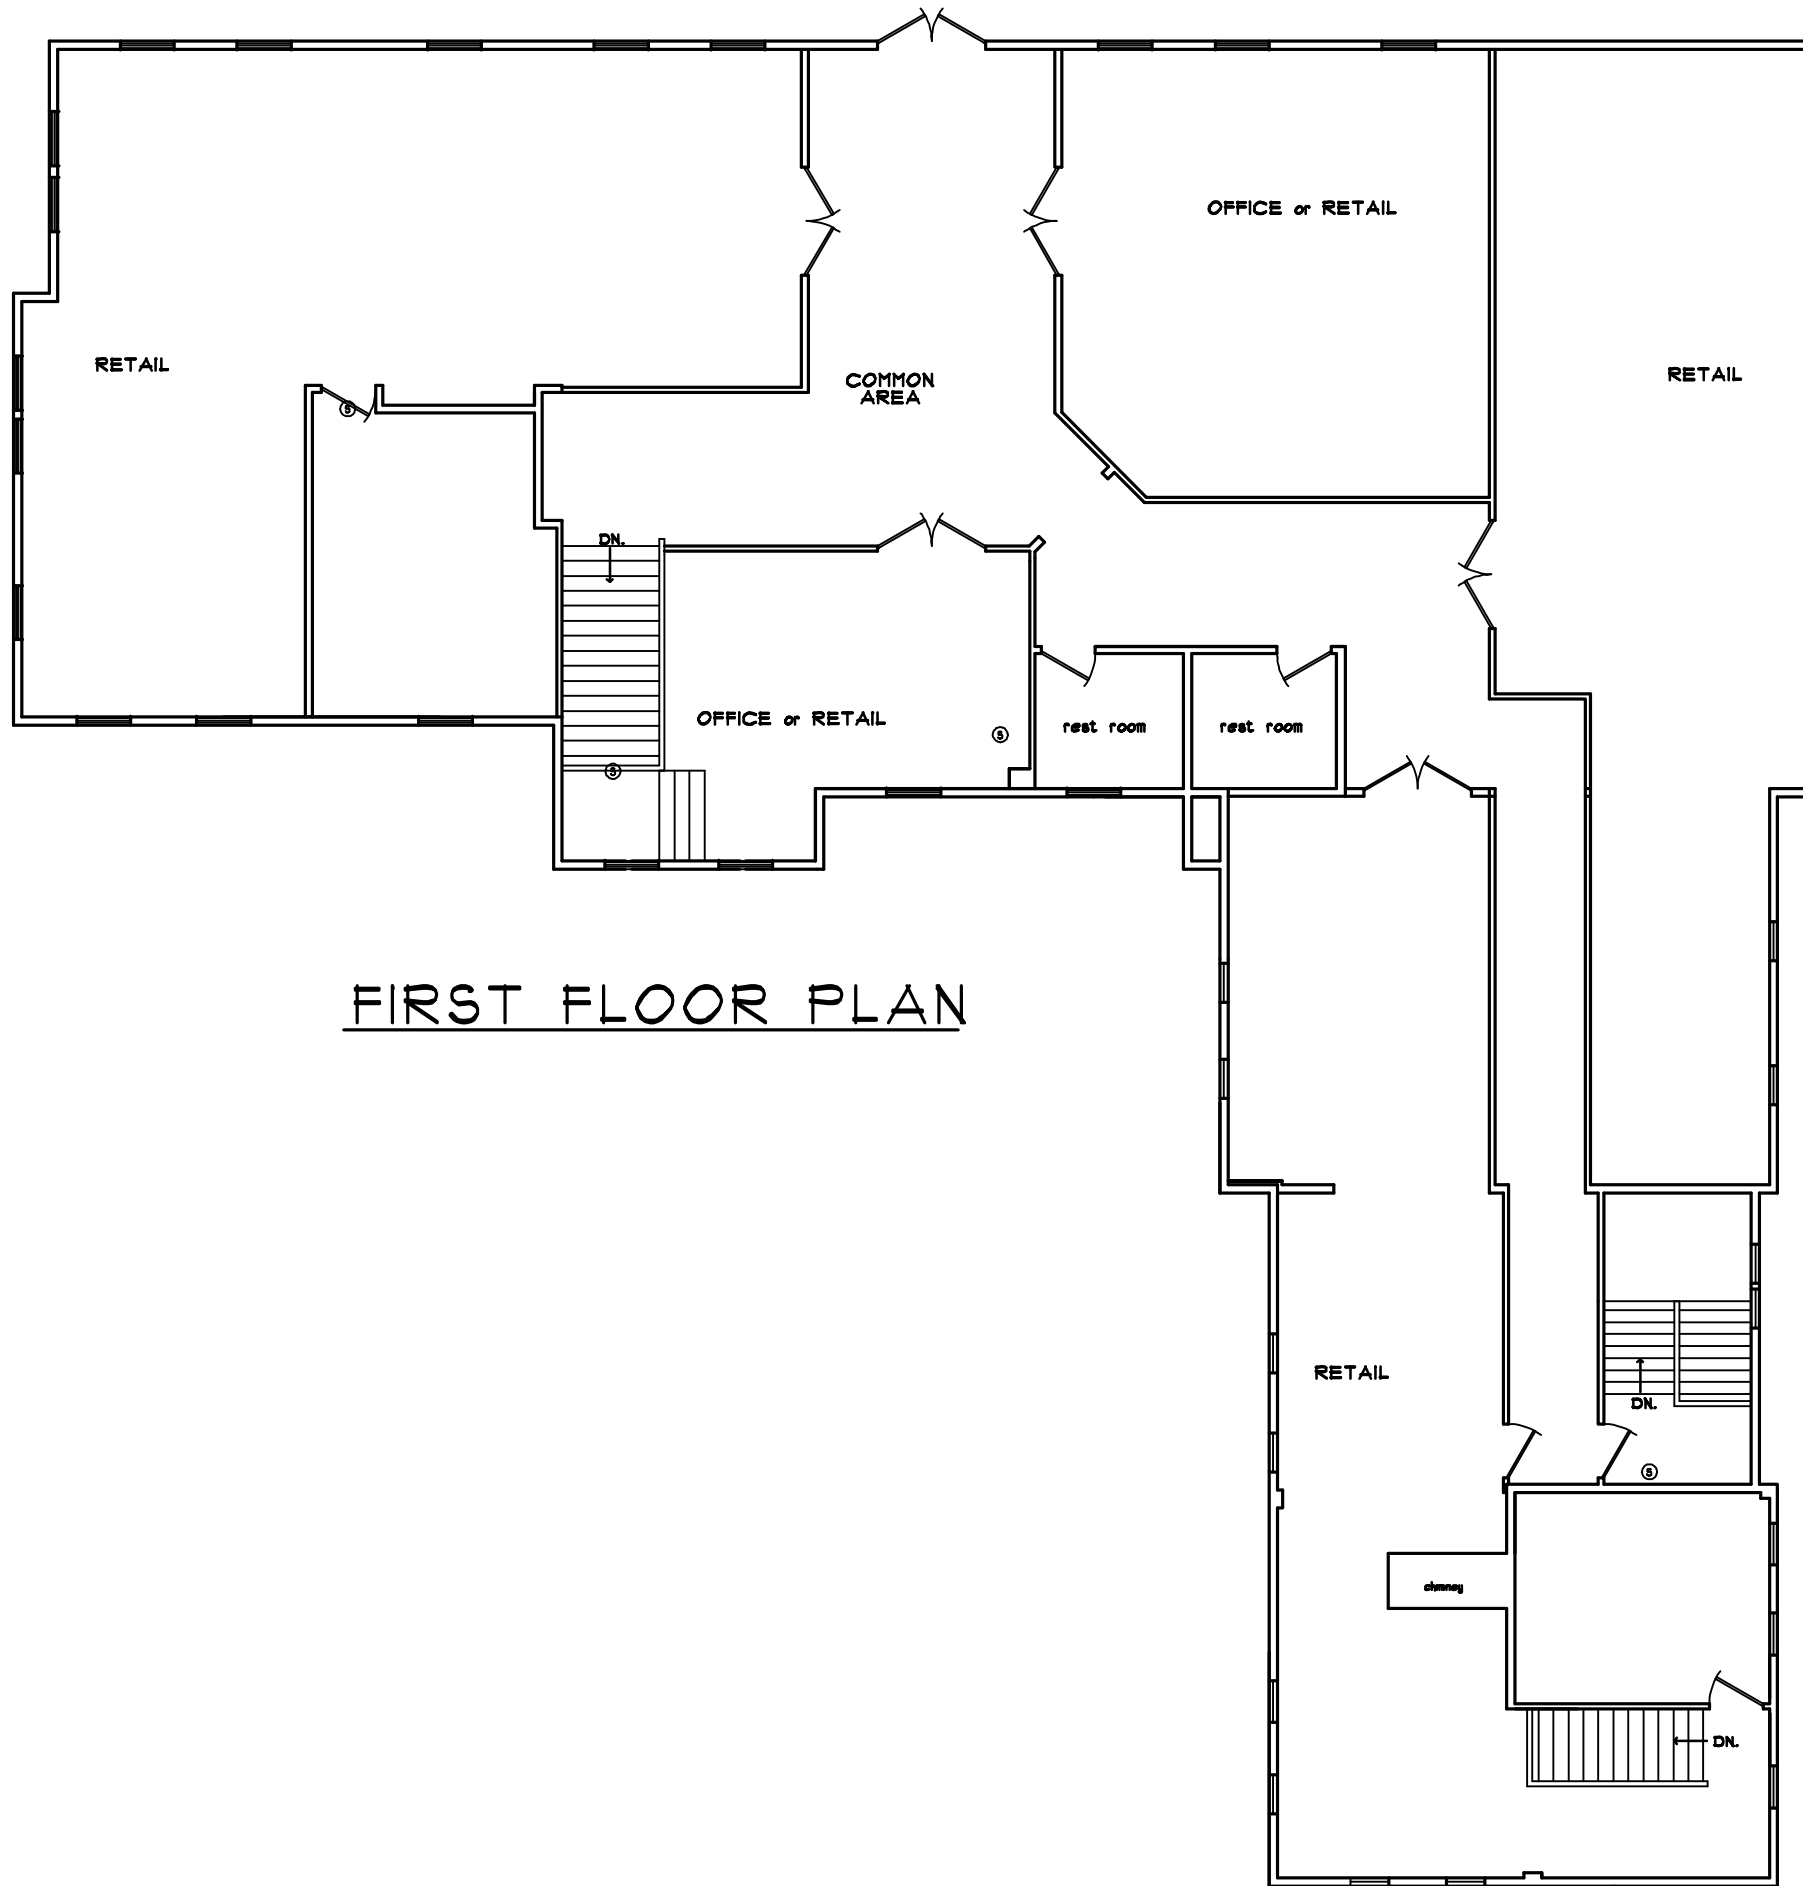 OFFICE or RETAIL
RETAIL
COMMON
AREA
RETAIL
S
DN.
OFFICE or RETAIL
S
rest room
rest room
S
FIRST FLOOR PLAN
RETAIL
DN.
S
chmney
DN.